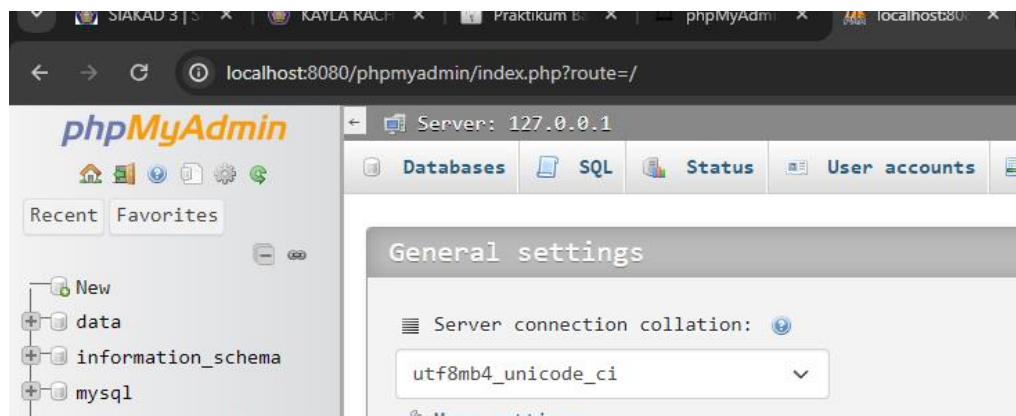 SIAKAD 3 | S
KAYLA RACH
Praktikum B
phpMyAdm
localhost:80
localhost:8080/phpmyadmin/index.php?route=/
phpMyAdmin
Server: 127.0.0.1
Databases
SQL
Status
User accounts
Recent
Favorites
General settings
New
data
Server connection collation:
information_schema
utf8mb4_unicode_ci
mysql